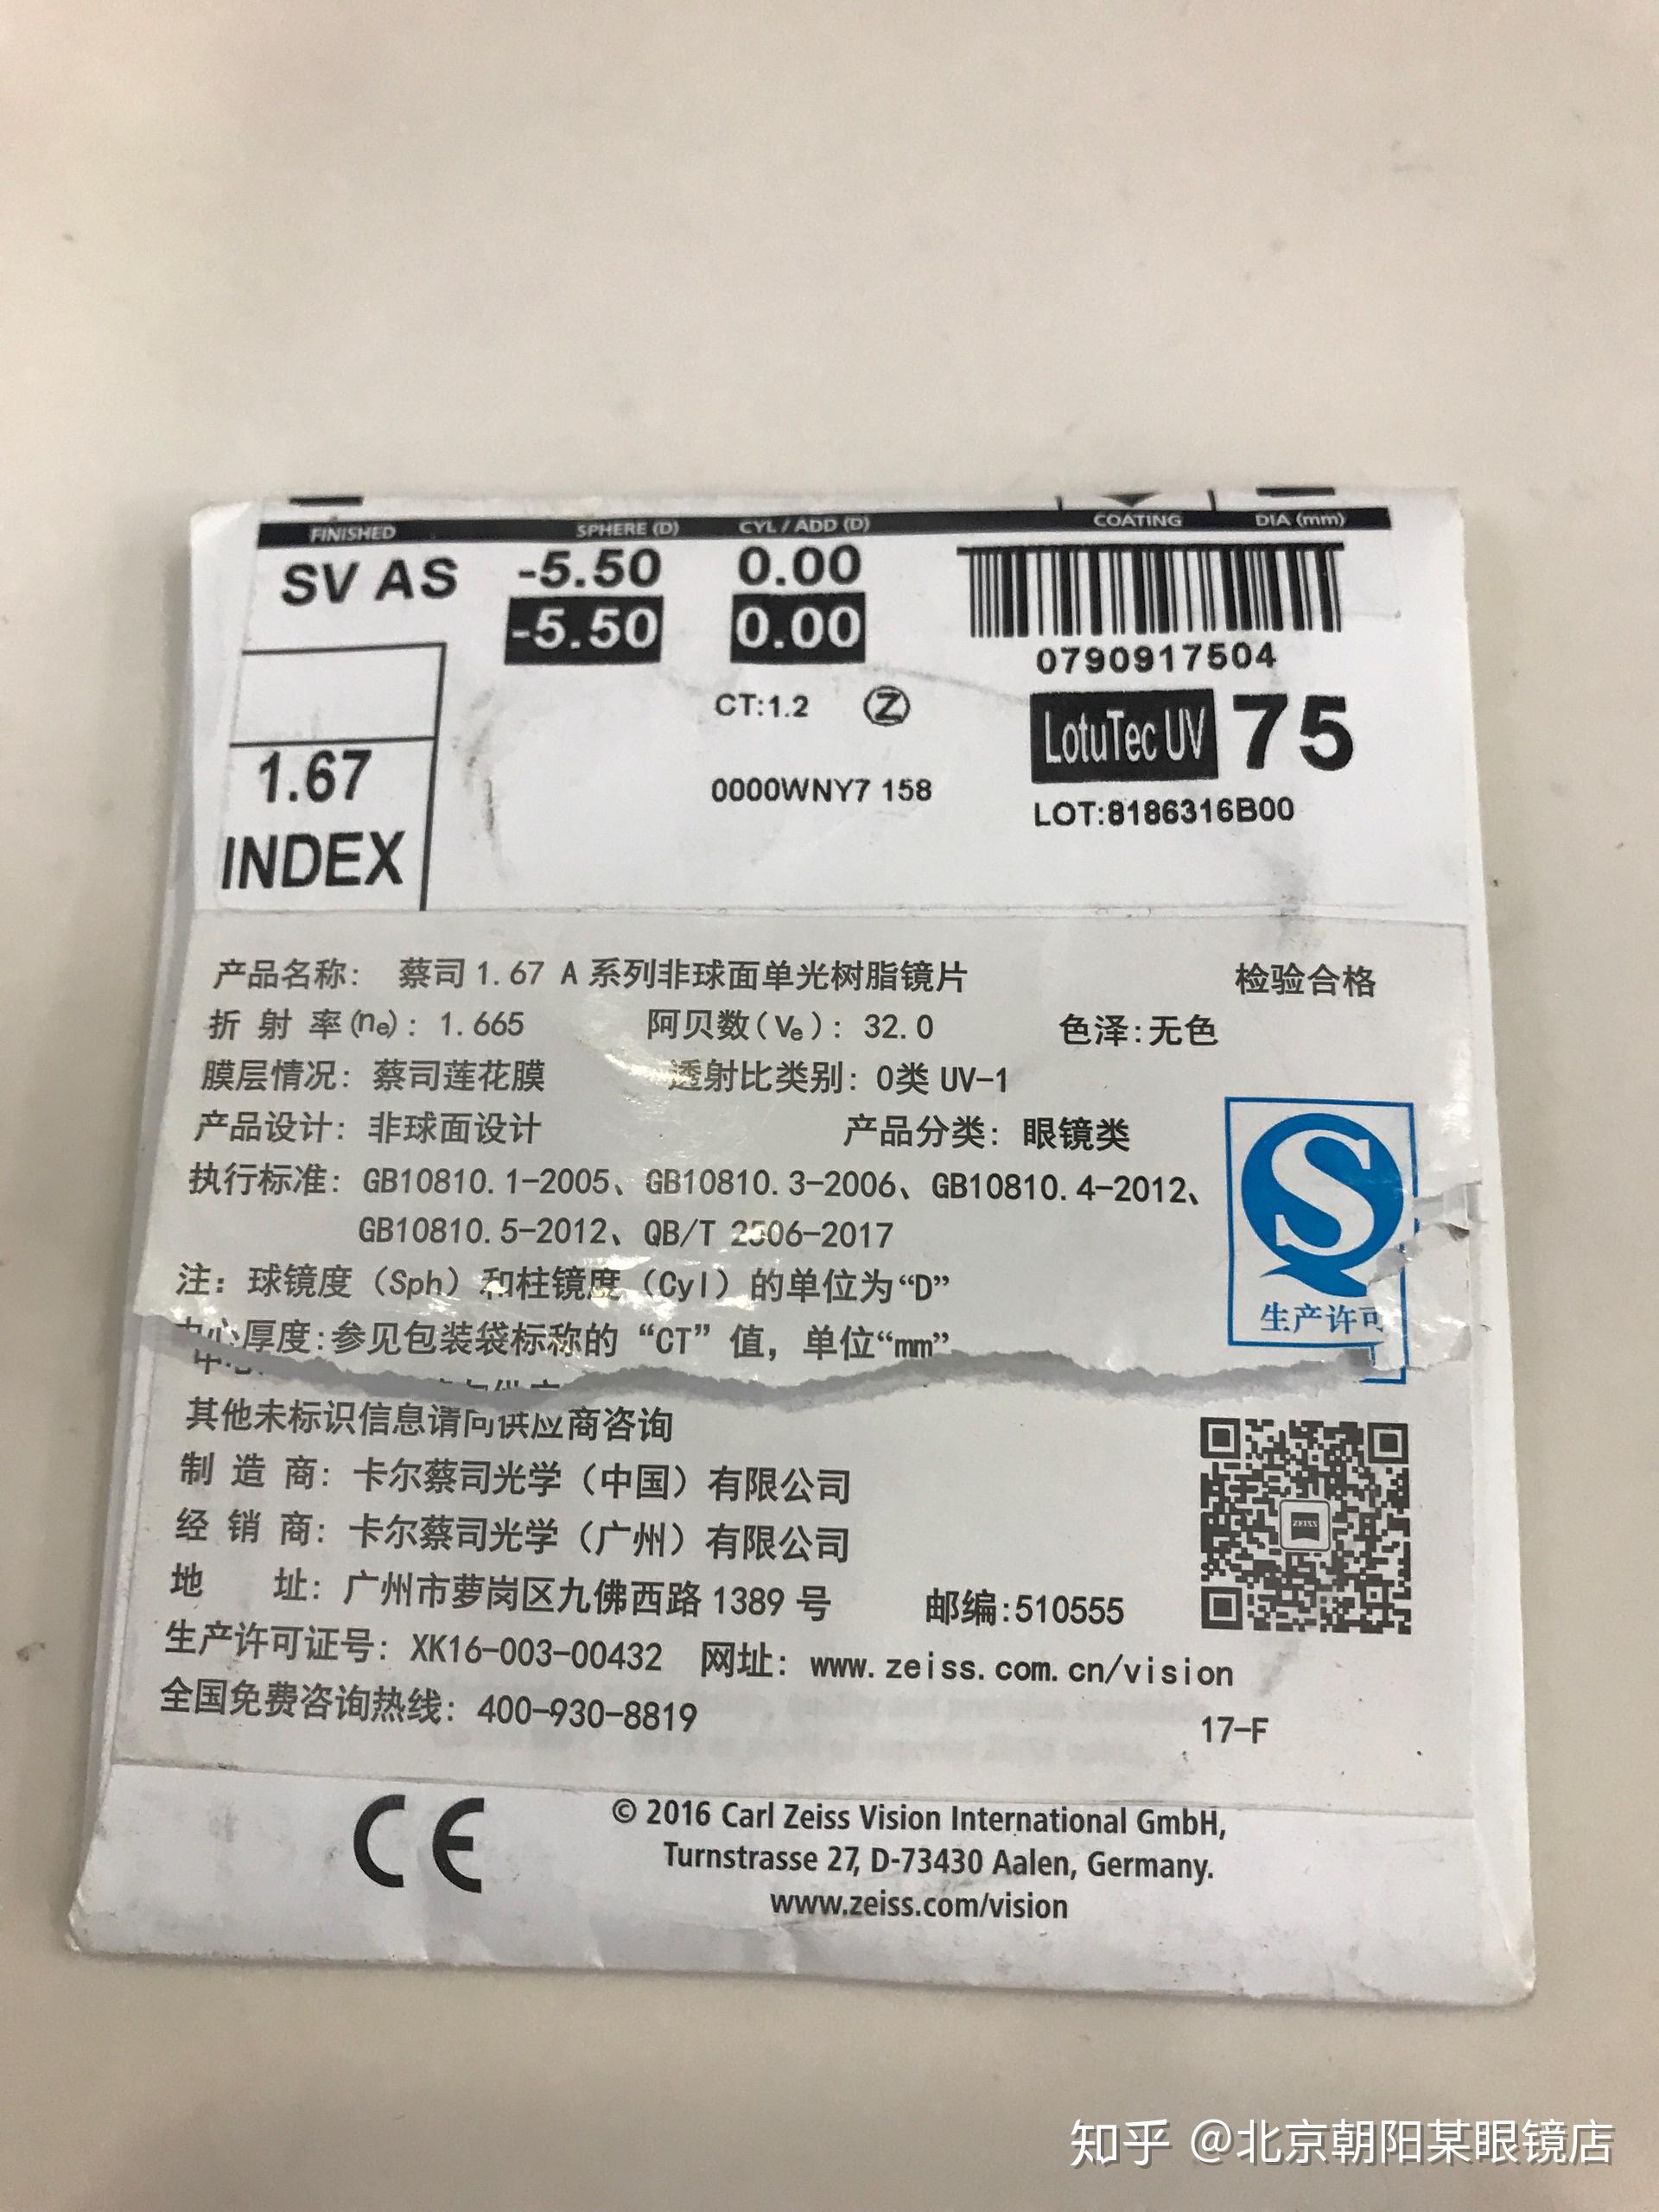 FINISHED SPHERE (D) CYL / ADD (D) COATING DIA (mm)
SV AS -5.50 0.00
-5.50 0.00
0790917504
CT:1.2 Z LotuTec UV 75
1.67 0000WNY7 158 LOT:8186316B00
INDEX
产品名称: 蔡司1.67 A系列非球面单光树脂镜片 检验合格
折射率(ne): 1.665 阿贝数(Ve): 32.0 色泽:无色
膜层情况: 蔡司莲花膜 透射比类别: 0类 UV-1
产品设计: 非球面设计 产品分类: 眼镜类
执行标准: GB10810.1-2005、GB10810.3-2006、GB10810.4-2012、
GB10810.5-2012、QB/T 2506-2017
S
注: 球镜度(Sph)和柱镜度(Cyl)的单位为“D”
生产许可
中心厚度:参见包装袋标称的“CT”值，单位“mm”
其他未标识信息请向供应商咨询
制造商: 卡尔蔡司光学(中国)有限公司
ZEISS
经销商: 卡尔蔡司光学(广州)有限公司
地址: 广州市萝岗区九佛西路1389号 邮编:510555
生产许可证号: XK16-003-00432 网址: www.zeiss.com.cn/vision
全国免费咨询热线: 400-930-8819 17-F
CE © 2016 Carl Zeiss Vision International GmbH,
Turnstrasse 27, D-73430 Aalen, Germany.
www.zeiss.com/vision
知乎 @北京朝阳某眼镜店